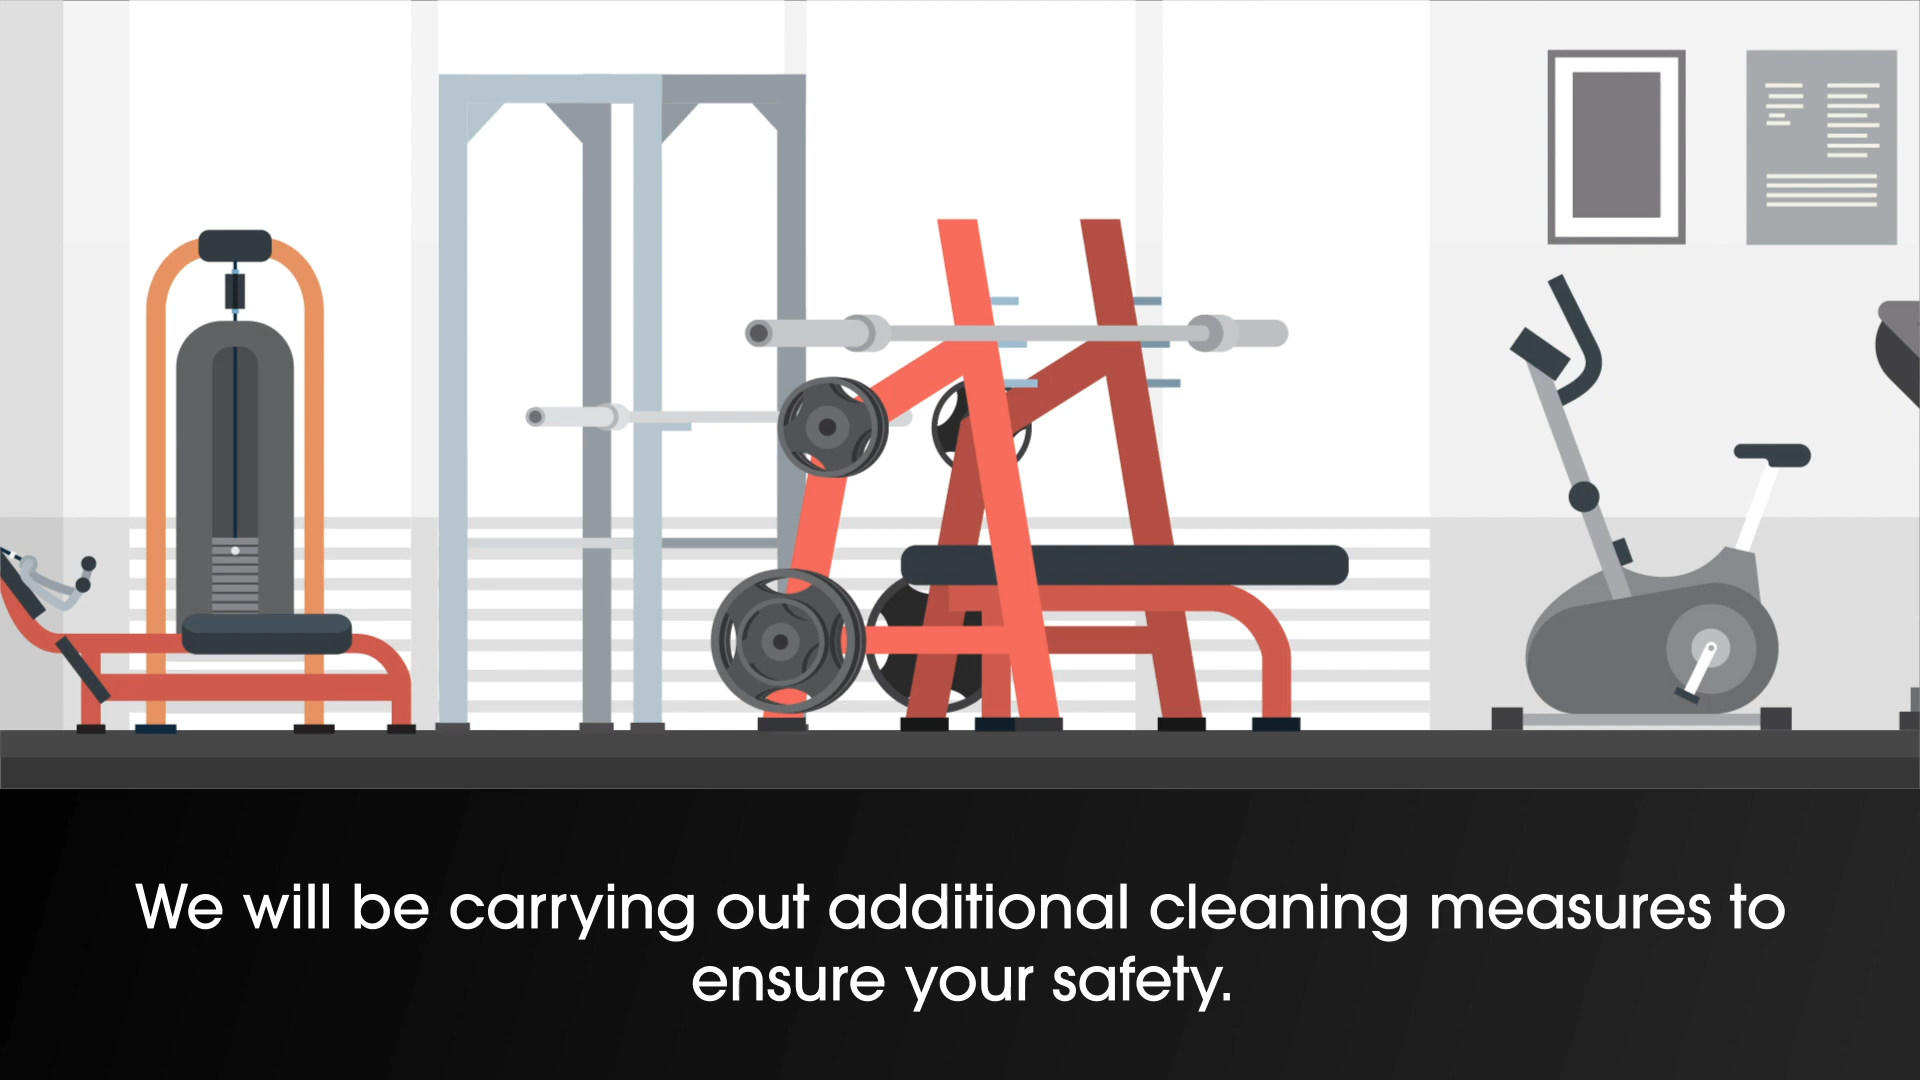 We will be carrying out additional cleaning measures to
ensure your safety.